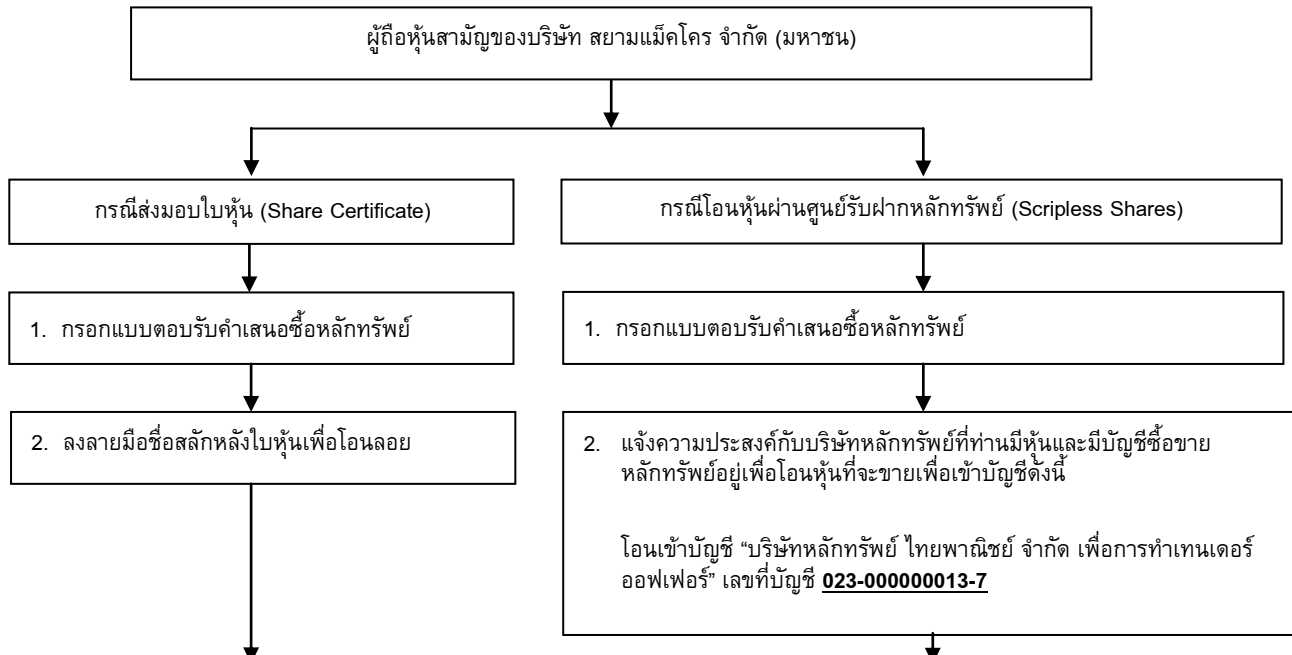 ผู้ถือหุ้นสามัญของบริษัท สยามแม็คโคร จำกัด (มหาชน)
กรณีส่งมอบใบหุ้น (Share Certificate)
1. กรอกแบบตอบรับคำเสนอซื้อหลักทรัพย์
2. ลงลายมือชื่อสลักหลังใบหุ้นเพื่อโอนลอย
กรณีโอนหุ้นผ่านศูนย์รับฝากหลักทรัพย์ (Scripless Shares)
1. กรอกแบบตอบรับคำเสนอซื้อหลักทรัพย์
2. แจ้งความประสงค์กับบริษัทหลักทรัพย์ที่ท่านมีหุ้นและมีบัญชีซื้อขาย
หลักทรัพย์อยู่เพื่อโอนหุ้นที่จะขายเพื่อเข้าบัญชีดังนี้
โอนเข้าบัญชี “บริษัทหลักทรัพย์ ไทยพาณิชย์ จำกัด เพื่อการทำเทนเดอร์
ออฟเฟอร์” เลขที่บัญชี 023-000000013-7